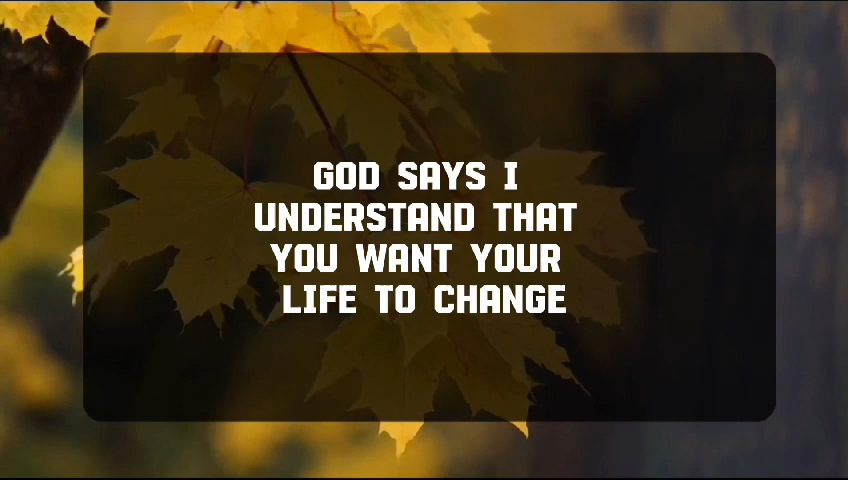 GOD SAYS I
UNDERSTAND THAT
YOU WANT YOUR
LIFE TO CHANGE